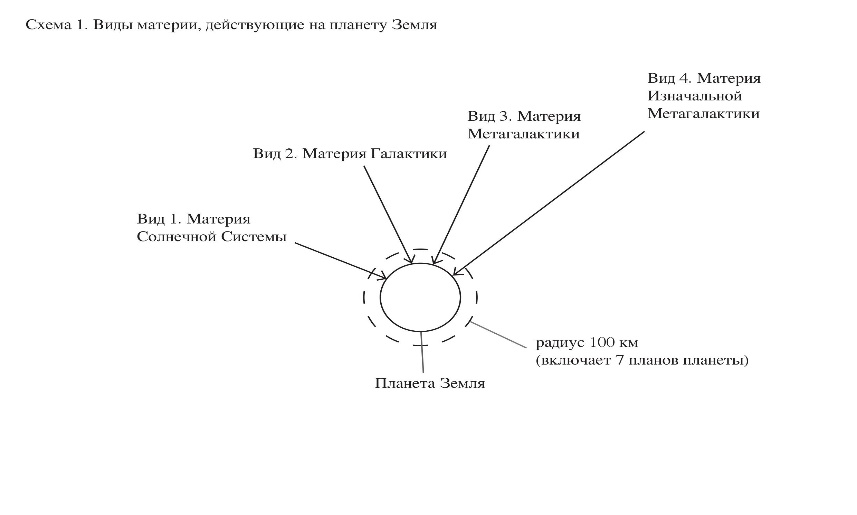 Схема 1. Виды материи, действующие на планету Земля
Вид 4. Материя
Изначальной
Метагалактики
Вид 3. Материя
Метагалактики
Вид 2. Материя Галактики
Вид 1. Материя
Солнечной Системы
радиус 100 км
(включает 7 планов планеты)
Планета Земля